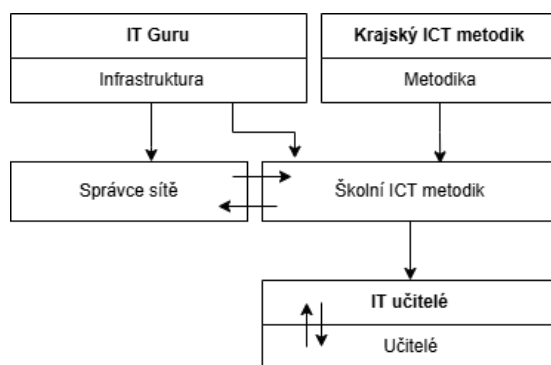 IT Guru
Infrastruktura
Krajský ICT metodik
Metodika
Správce sítě
Školní ICT metodik
IT učitelé
Učitelé